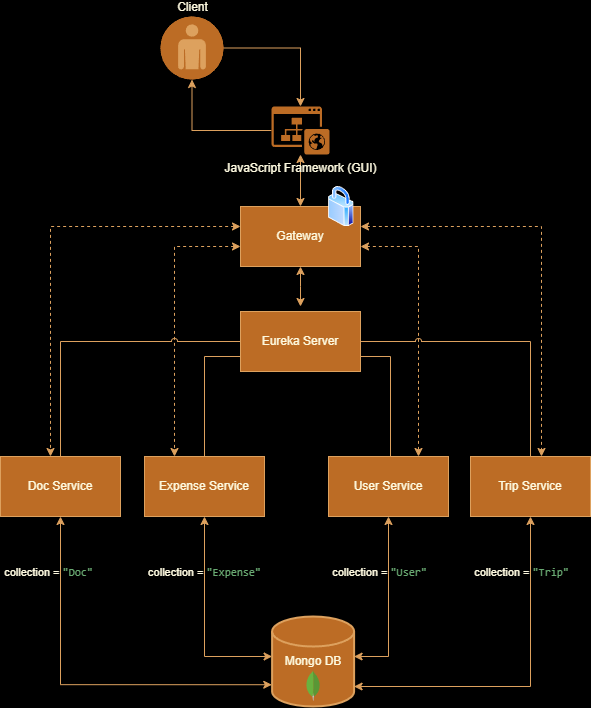 Client
JavaScript Framework (GUI)
Gateway
Eureka Server
Doc Service
Expense Service
User Service
Trip Service
collection = "Doc"
collection = "Expense"
collection = "User"
collection = "Trip"
Mongo DB